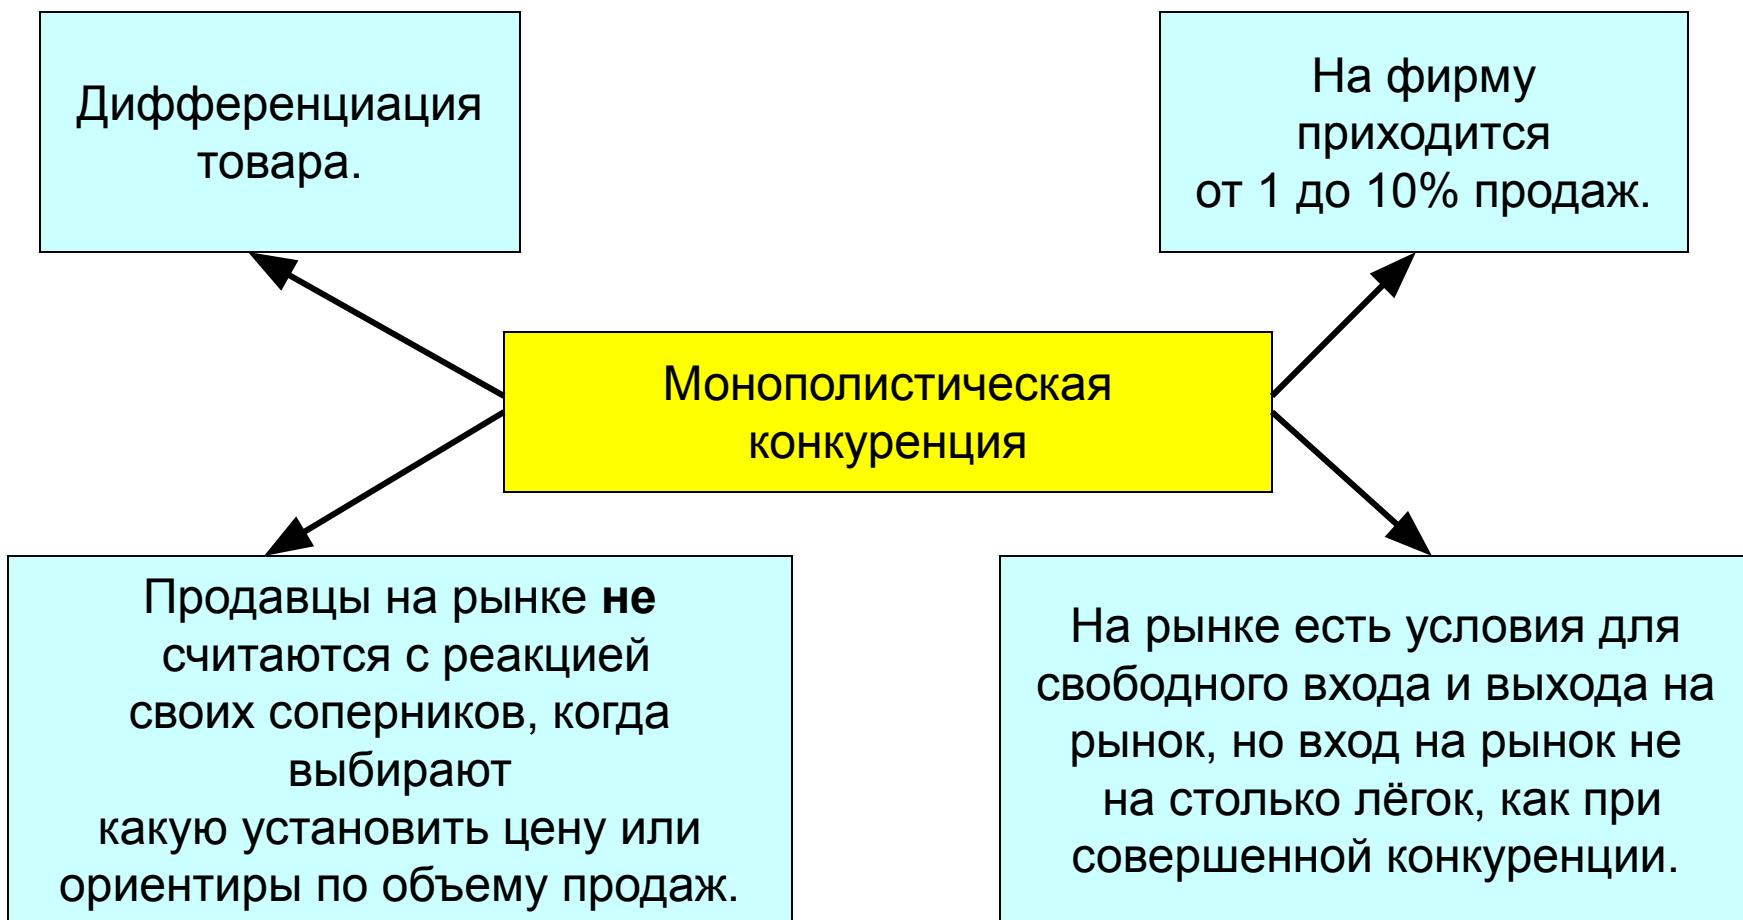 Дифференциация
товара.
На фирму
приходится
от 1 до 10% продаж.
Монополистическая
конкуренция
Продавцы на рынке не
считаются с реакцией
своих соперников, когда
выбирают
какую установить цену или
ориентиры по объему продаж.
На рынке есть условия для
свободного входа и выхода на
рынок, но вход на рынок не
на столько лёгок, как при
совершенной конкуренции.